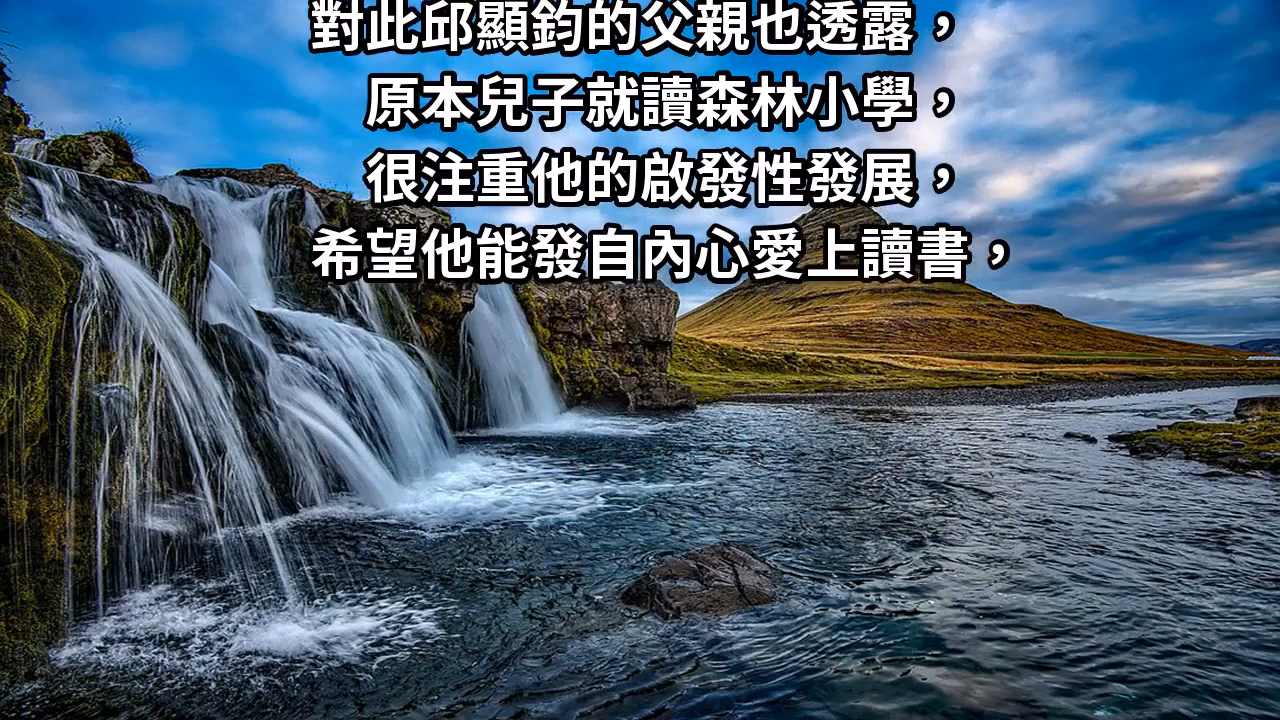 對此邱顯鈞的父親也透露，
原本兒子就讀森林小學，
很注重他的啟發性發展，
希望他能發自內心愛上讀書，